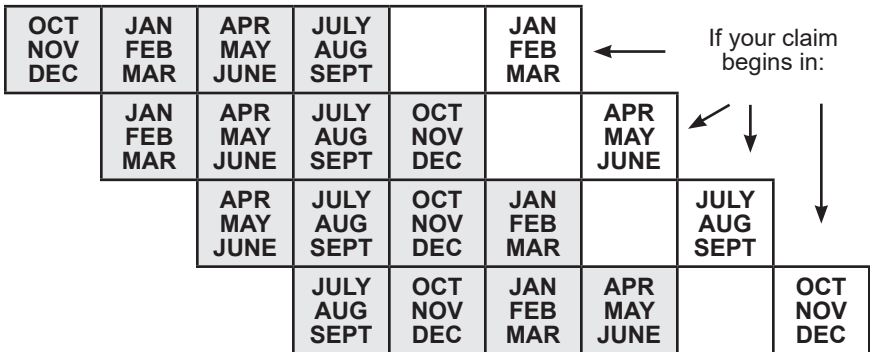 OCT JAN APR JULY JAN
NOV FEB MAY AUG FEB
DEC MAR JUNE SEPT MAR
If your claim
begins in:
JAN APR JULY OCT APR
FEB MAY AUG NOV MAY
MAR JUNE SEPT DEC JUNE
APR JULY OCT JAN JULY
MAY AUG NOV FEB AUG
JUNE SEPT DEC MAR SEPT
JULY OCT JAN APR OCT
AUG NOV FEB MAY NOV
SEPT DEC MAR JUNE DEC